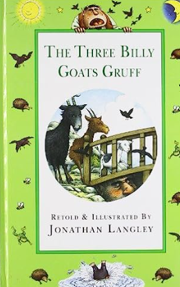 THE THREE BILLY
GOATS GRUFF
RETOLD & ILLUSTRATED BY
JONATHAN LANGLEY